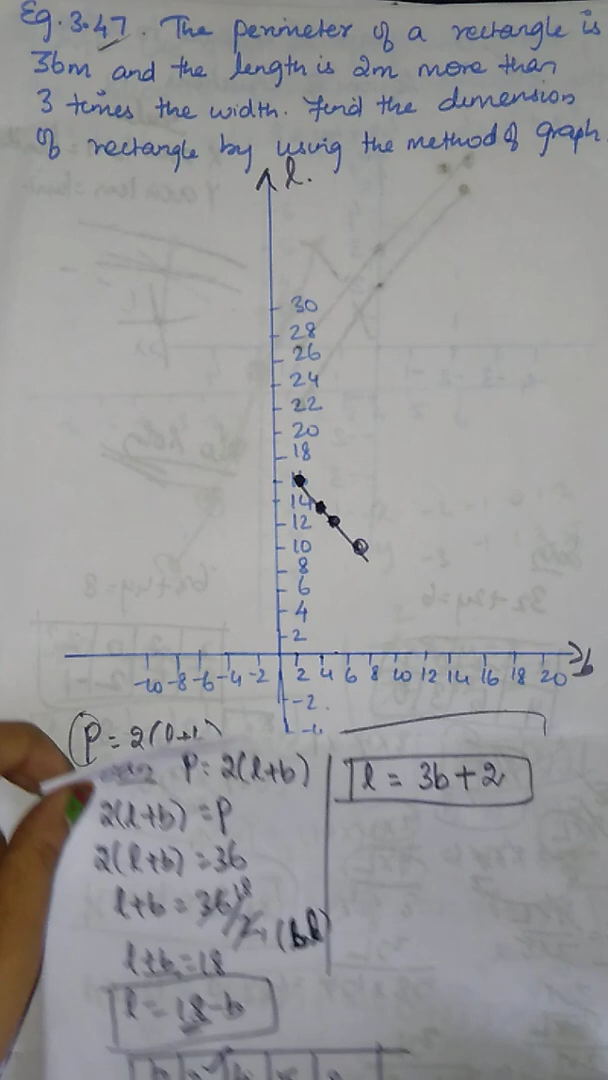 Eg. 3.47. The perimeter of a rectangle is
36m and the length is 2m more than
3 times the width. Find the dimension
of rectangle by using the method of graph.
l.
30
28
26
24
22
20
18
14
12
10
8
6
4
2
-10 -8 -6 -4 -2 2 4 6 8 10 12 14 16 18 20 b
-2.
P = 2(l+
P = 2(l+b)
2(l+b) = P
2(l+b) = 36
l+b = 36/2
18
(b,l)
l+b = 18
l = 18-b
l = 3b+2